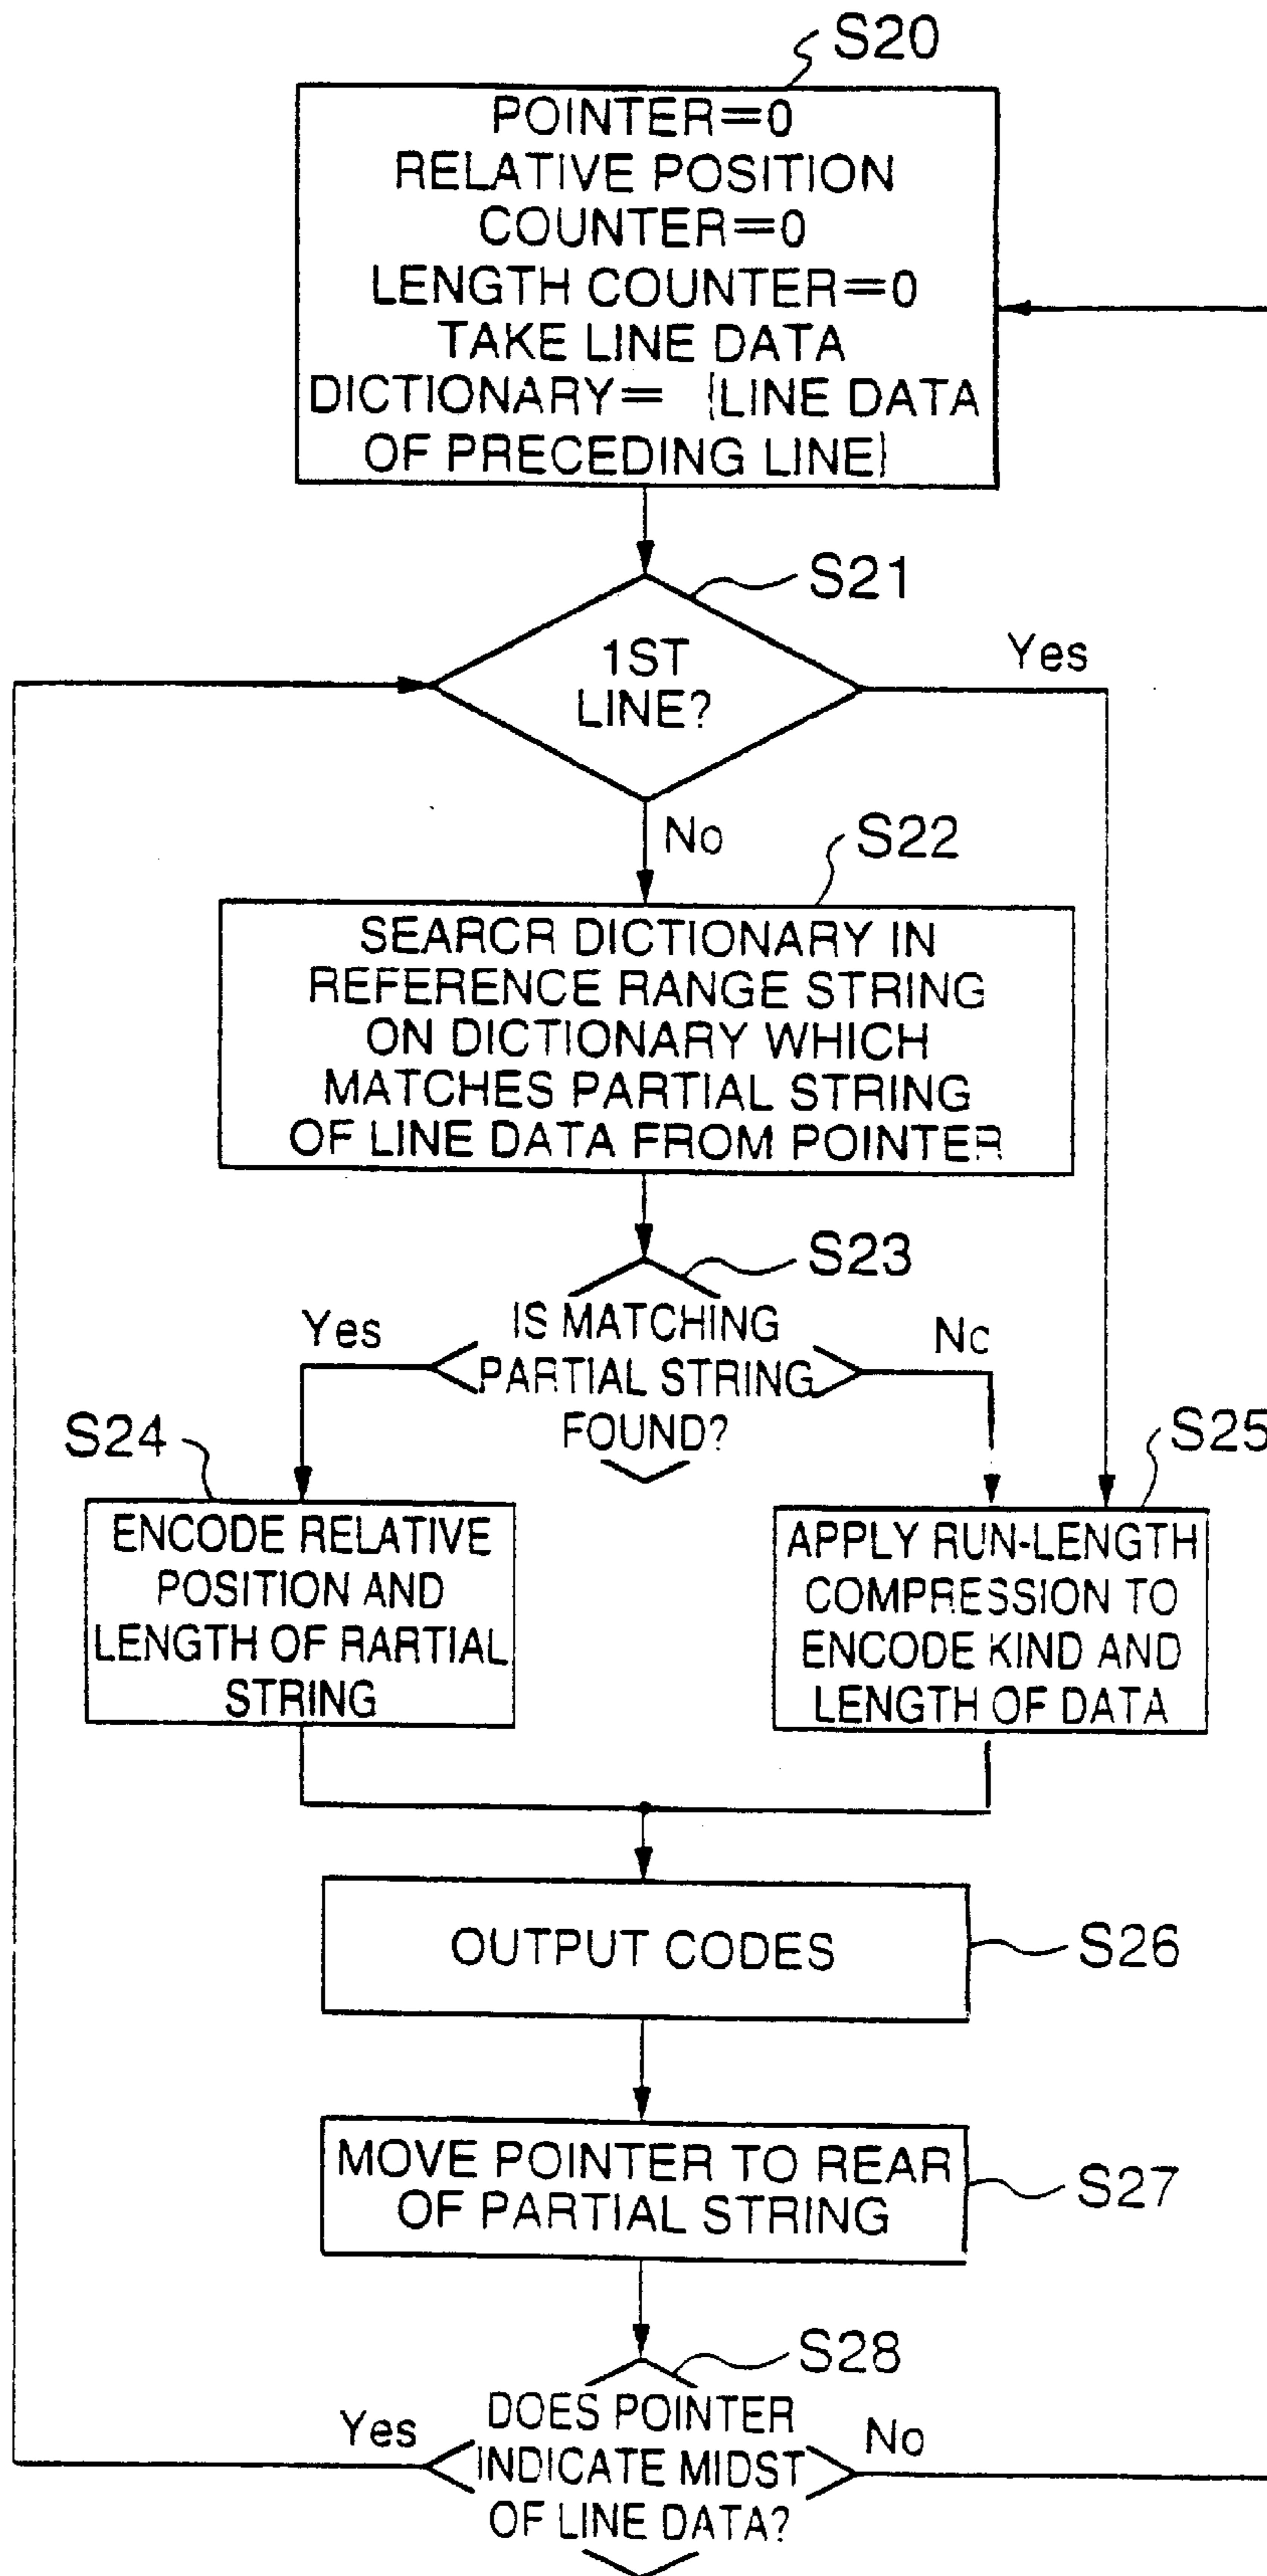 S20
POINTER=0
RELATIVE POSITION
COUNTER=0
LENGTH COUNTER=0
TAKE LINE DATA
DICTIONARY= {LINE DATA
OF PRECEDING LINE}
S21
1ST
LINE?
Yes
No
S22
SEARCR DICTIONARY IN
REFERENCE RANGE STRING
ON DICTIONARY WHICH
MATCHES PARTIAL STRING
OF LINE DATA FROM POINTER
S23
Yes
IS MATCHING
PARTIAL STRING
FOUND?
No
S24
ENCODE RELATIVE
POSITION AND
LENGTH OF RARTIAL
STRING
S25
APPLY RUN-LENGTH
COMPRESSION TO
ENCODE KIND AND
LENGTH OF DATA
OUTPUT CODES
S26
MOVE POINTER TO REAR
OF PARTIAL STRING
S27
S28
Yes
DOES POINTER
INDICATE MIDST
OF LINE DATA?
No